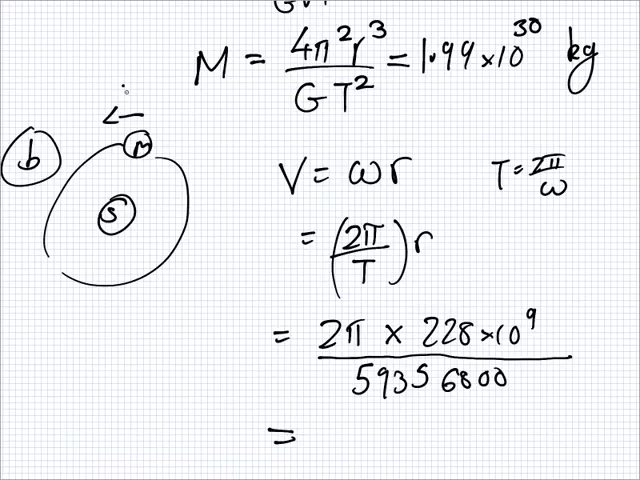 M = 4π²r³ / GT² = 1.99 × 10³⁰ kg
b
m
S
V = ωr
T = 2π/ω
= (2π/T) r
= 2π × 228 × 10⁹ / 59356800
=